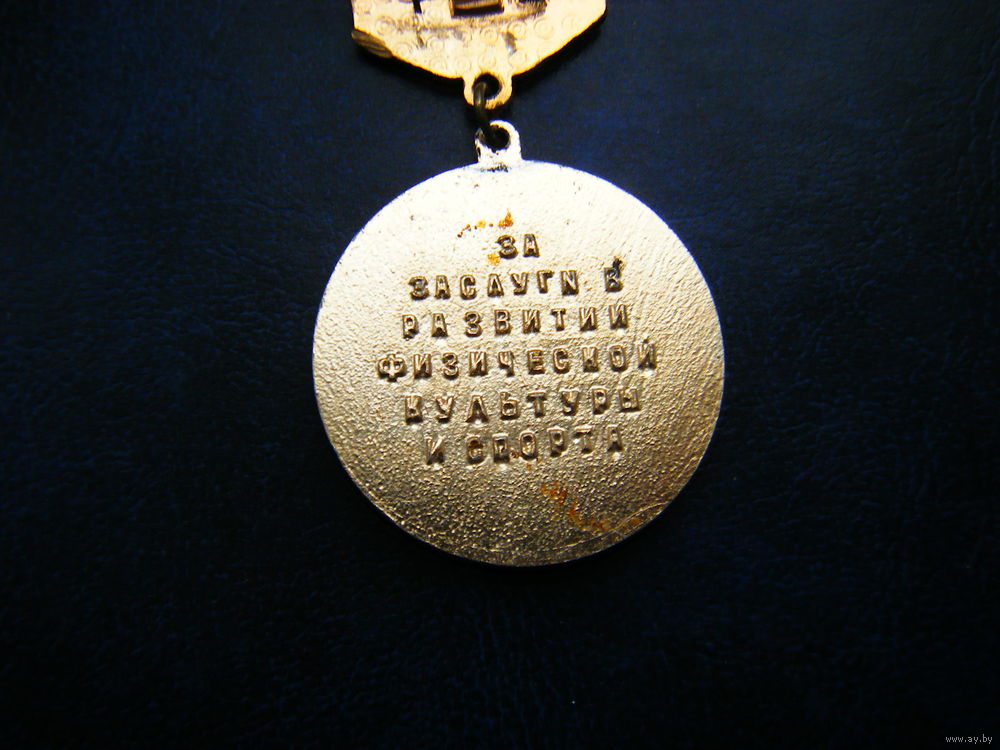 ЗА
ЗАСЛУГИ В
РАЗВИТИИ
ФИЗИЧЕСКОЙ
КУЛЬТУРЫ
И СПОРТА
www.ay.by